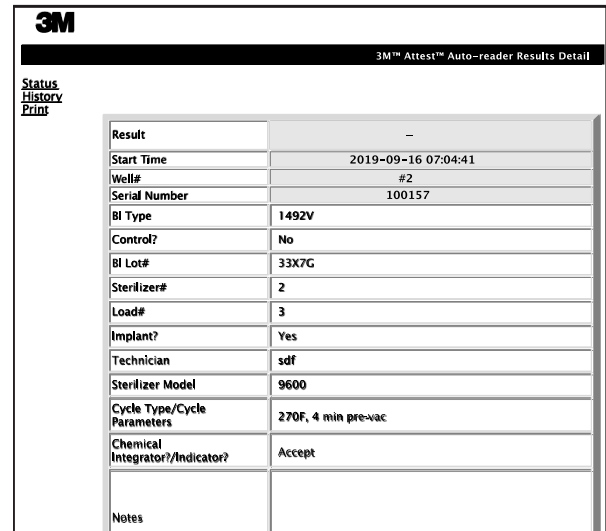 3M
3M™ Attest™ Auto-reader Results Detail
Status
History
Print
Result –
Start Time 2019-09-16 07:04:41
Well# #2
Serial Number 100157
BI Type 1492V
Control? No
BI Lot# 33X7G
Sterilizer# 2
Load# 3
Implant? Yes
Technician sdf
Sterilizer Model 9600
Cycle Type/Cycle
Parameters 270F, 4 min pre-vac
Chemical
Integrator?/Indicator? Accept
Notes